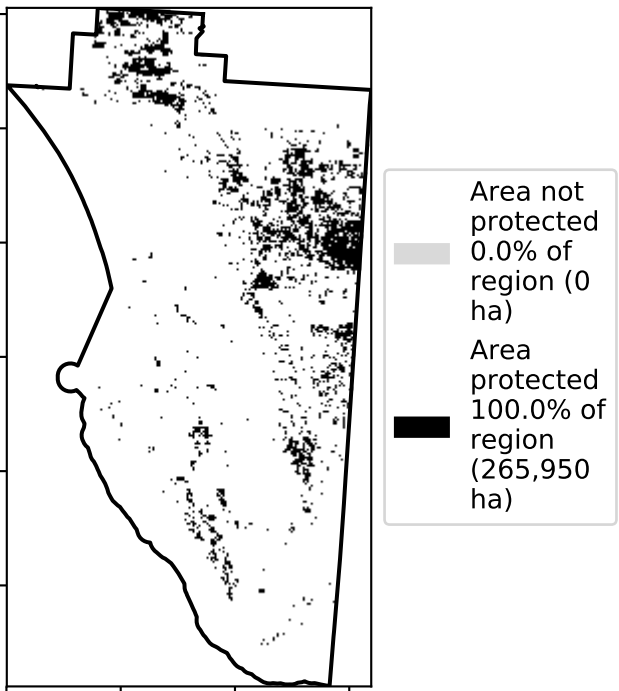 Area not
protected
0.0% of
region (0
ha)
Area
protected
100.0% of
region
(265,950
ha)